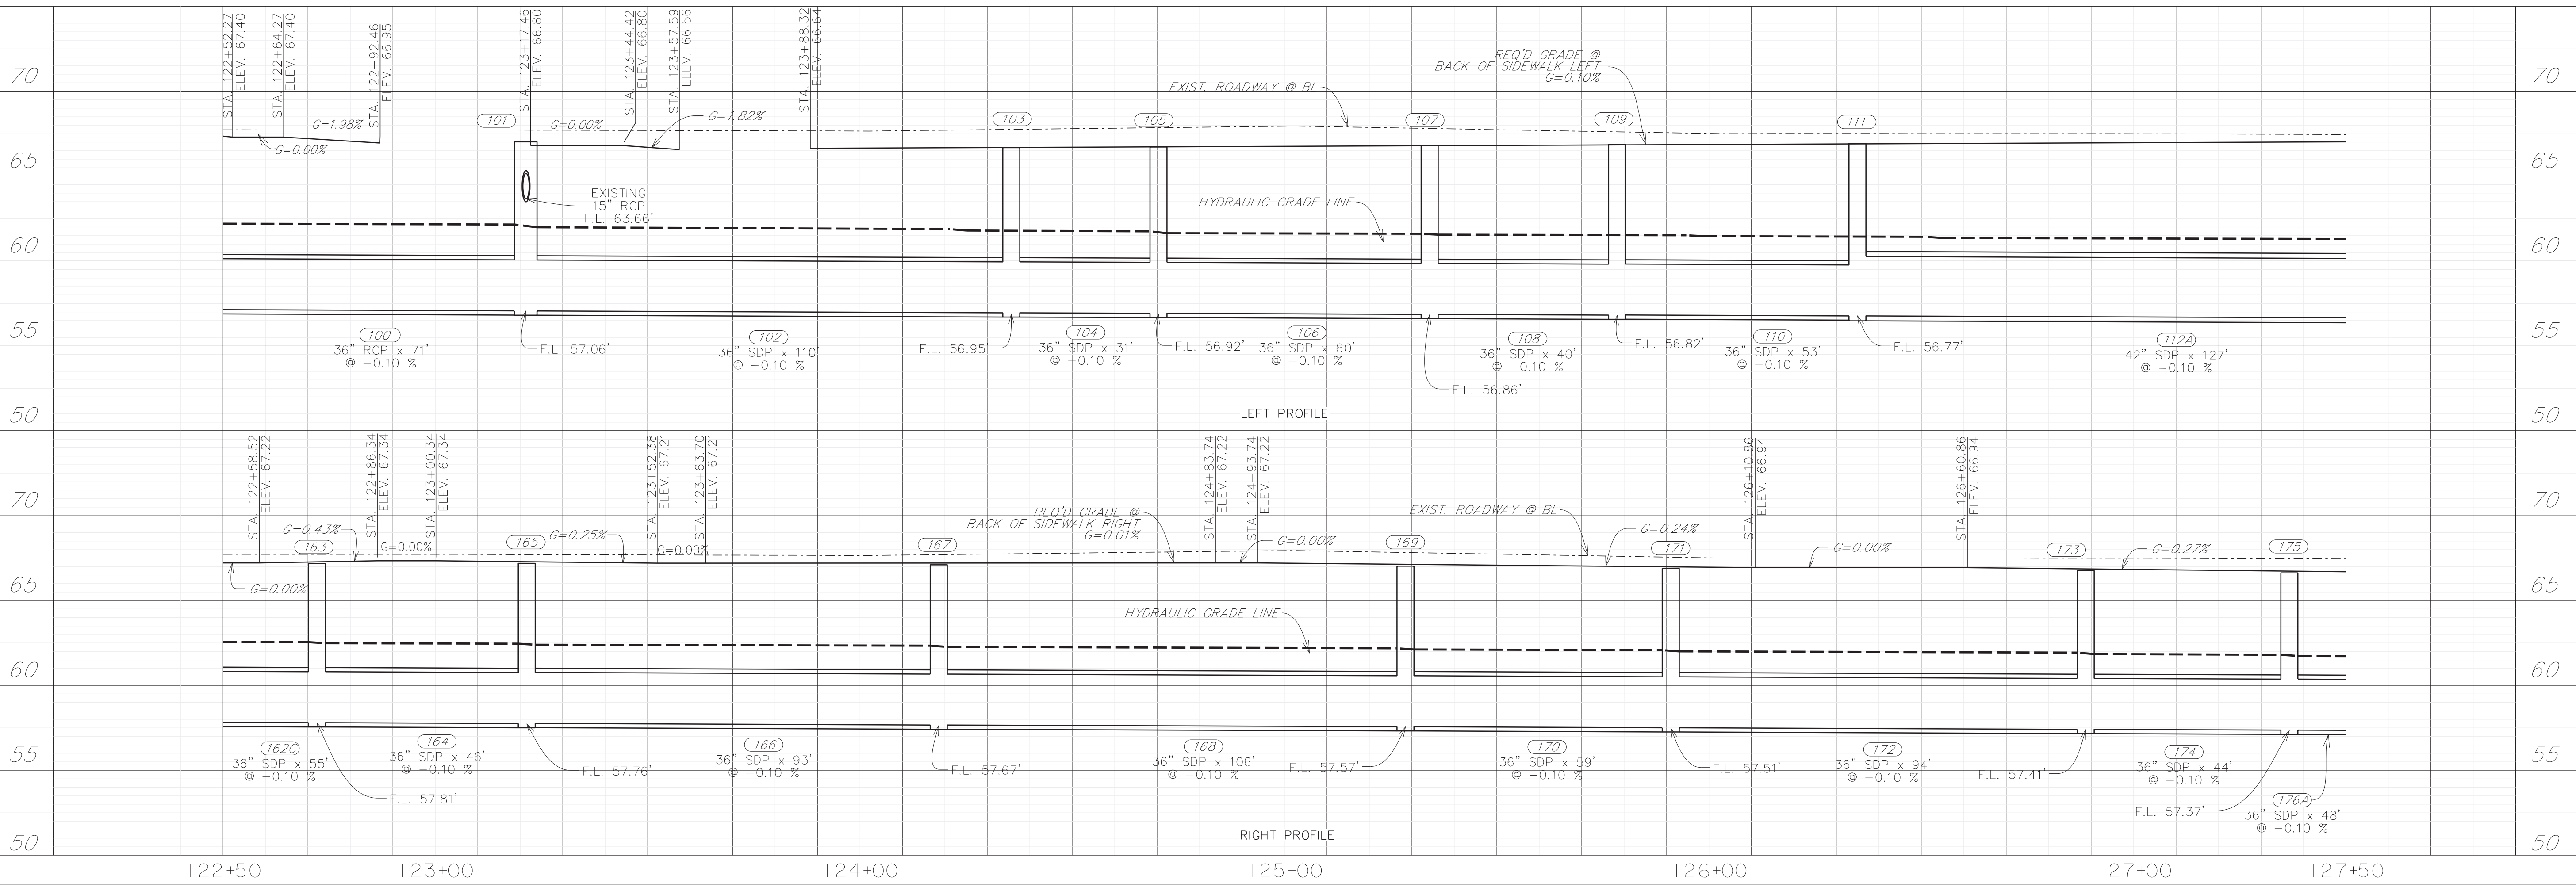 STA. 122+52.27
ELEV. 67.40
STA. 122+64.27
ELEV. 67.40
STA. 122+92.46
ELEV. 66.95
STA. 123+17.46
ELEV. 66.80
STA. 123+44.42
ELEV. 66.80
STA. 123+57.59
ELEV. 66.56
STA. 123+88.32
ELEV. 66.64
70
REQ'D GRADE @
BACK OF SIDEWALK LEFT
G=0.10%
70
EXIST. ROADWAY @ BL
G=1.98%
101
G=0.00%
G=1.82%
103
105
107
109
111
G=0.00%
65
65
EXISTING
15" RCP
F.L. 63.66'
HYDRAULIC GRADE LINE
60
60
55
55
100
36" RCP x 71'
@ -0.10 %
F.L. 57.06'
102
36" SDP x 110'
@ -0.10 %
F.L. 56.95'
104
36" SDP x 31'
@ -0.10 %
F.L. 56.92'
106
36" SDP x 60'
@ -0.10 %
F.L. 56.86'
108
36" SDP x 40'
@ -0.10 %
F.L. 56.82'
110
36" SDP x 53'
@ -0.10 %
F.L. 56.77'
112A
42" SDP x 127'
@ -0.10 %
50
LEFT PROFILE
50
STA. 122+58.52
ELEV. 67.22
STA. 122+86.34
ELEV. 67.34
STA. 123+00.34
ELEV. 67.34
STA. 123+52.38
ELEV. 67.21
STA. 123+63.70
ELEV. 67.21
STA. 124+83.74
ELEV. 67.22
STA. 124+93.74
ELEV. 67.22
STA. 126+10.86
ELEV. 66.94
STA. 126+60.86
ELEV. 66.94
70
70
REQ'D GRADE @
BACK OF SIDEWALK RIGHT
G=0.01%
EXIST. ROADWAY @ BL
G=0.43%
163
G=0.00%
165
G=0.25%
G=0.00%
167
G=0.00%
169
G=0.24%
171
G=0.00%
173
G=0.27%
175
65
G=0.00%
65
HYDRAULIC GRADE LINE
60
60
55
55
162C
36" SDP x 55'
@ -0.10 %
F.L. 57.81'
164
36" SDP x 46'
@ -0.10 %
F.L. 57.76'
166
36" SDP x 93'
@ -0.10 %
F.L. 57.67'
168
36" SDP x 106'
@ -0.10 %
F.L. 57.57'
170
36" SDP x 59'
@ -0.10 %
F.L. 57.51'
172
36" SDP x 94'
@ -0.10 %
F.L. 57.41'
174
36" SDP x 44'
@ -0.10 %
F.L. 57.37'
176A
36" SDP x 48'
@ -0.10 %
50
RIGHT PROFILE
50
122+50
123+00
124+00
125+00
126+00
127+00
127+50